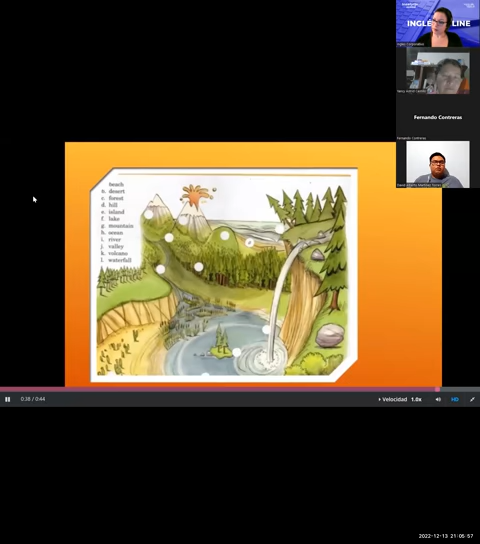 INGLE LINE
Fernando Contreras
Fernando Contreras
beach
desert
c. forest
d. hill
e. island
f. lake
g. mountain
h. ocean
i. river
j. valley
k. volcano
l. waterfall
0:38 / 0:44
Velocidad 1.0x
HD
2022-12-13 21:05:57